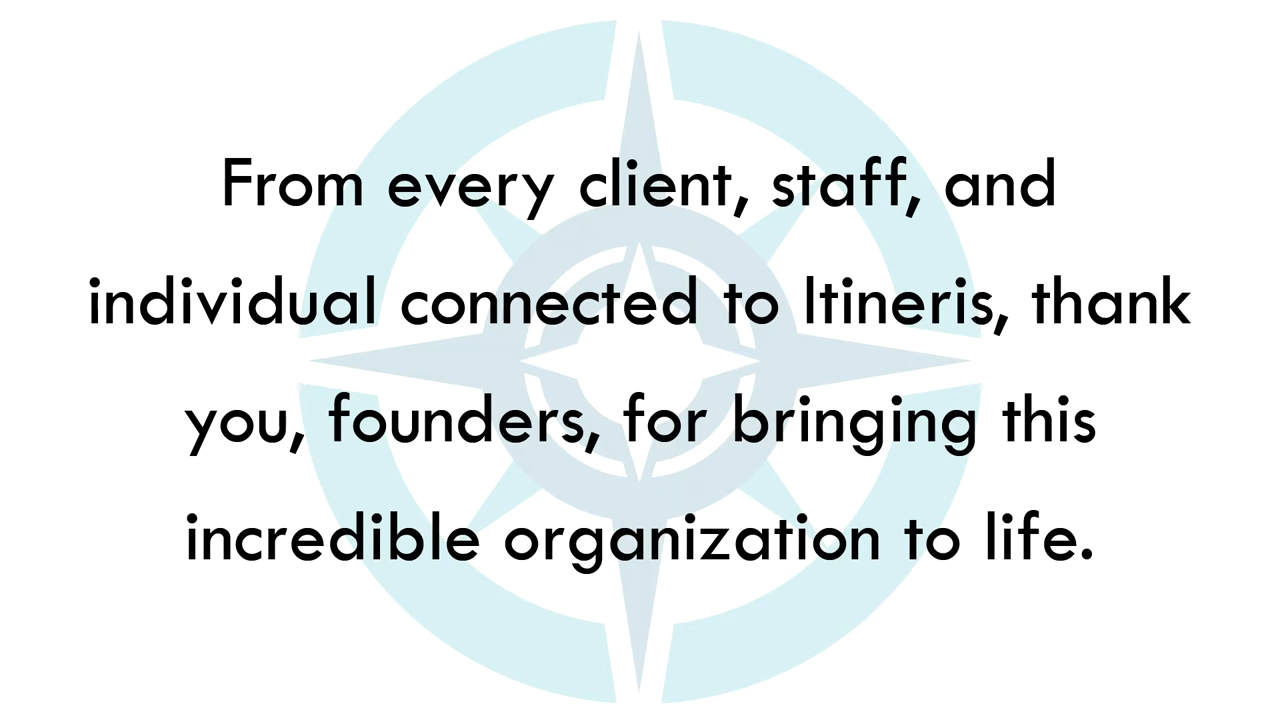 From every client, staff, and
individual connected to Itineris, thank
you, founders, for bringing this
incredible organization to life.